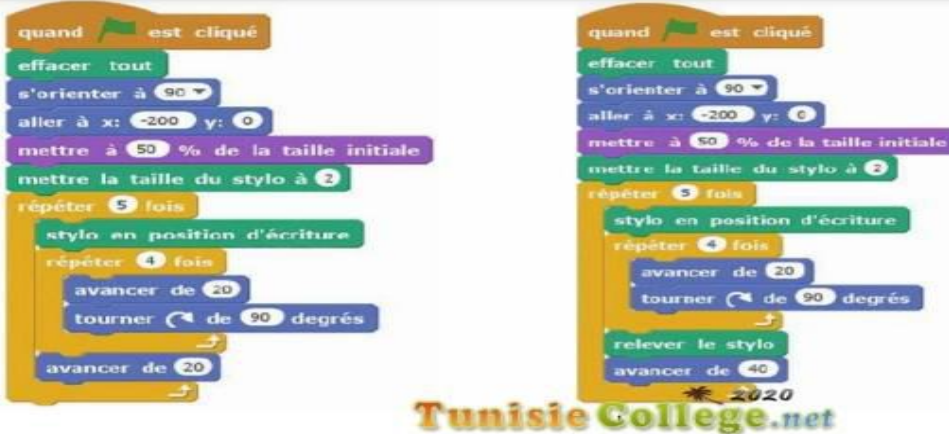 quand est cliqué
effacer tout
s'orienter à 90
aller à x: -200 y: 0
mettre à 50 % de la taille initiale
mettre la taille du stylo à 2
répéter 5 fois
stylo en position d'écriture
répéter 4 fois
avancer de 20
tourner de 90 degrés
avancer de 20
quand est cliqué
effacer tout
s'orienter à 90
aller à x: -200 y: 0
mettre à 50 % de la taille initiale
mettre la taille du stylo à 2
répéter 5 fois
stylo en position d'écriture
répéter 4 fois
avancer de 20
tourner de 90 degrés
relever le stylo
avancer de 40
2020
Tunisie College.net